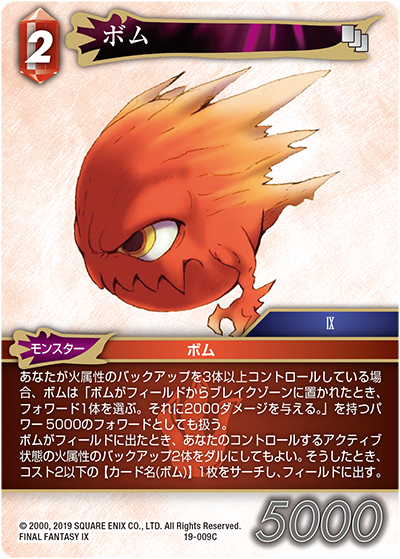 2
ボム
IX
モンスター
ボム
あなたが火属性のバックアップを3体以上コントロールしている場
合、ボムは「ボムがフィールドからブレイクゾーンに置かれたとき、
フォワード1体を選ぶ。それに2000ダメージを与える。」を持つパ
ワー5000のフォワードとしても扱う。
ボムがフィールドに出たとき、あなたのコントロールするアクティブ
状態の火属性のバックアップ2体をダルにしてもよい。そうしたとき、
コスト2以下の【カード名(ボム)】1枚をサーチし、フィールドに出す。
© 2000, 2019 SQUARE ENIX CO., LTD. All Rights Reserved.
FINAL FANTASY IX 19-009C
5000